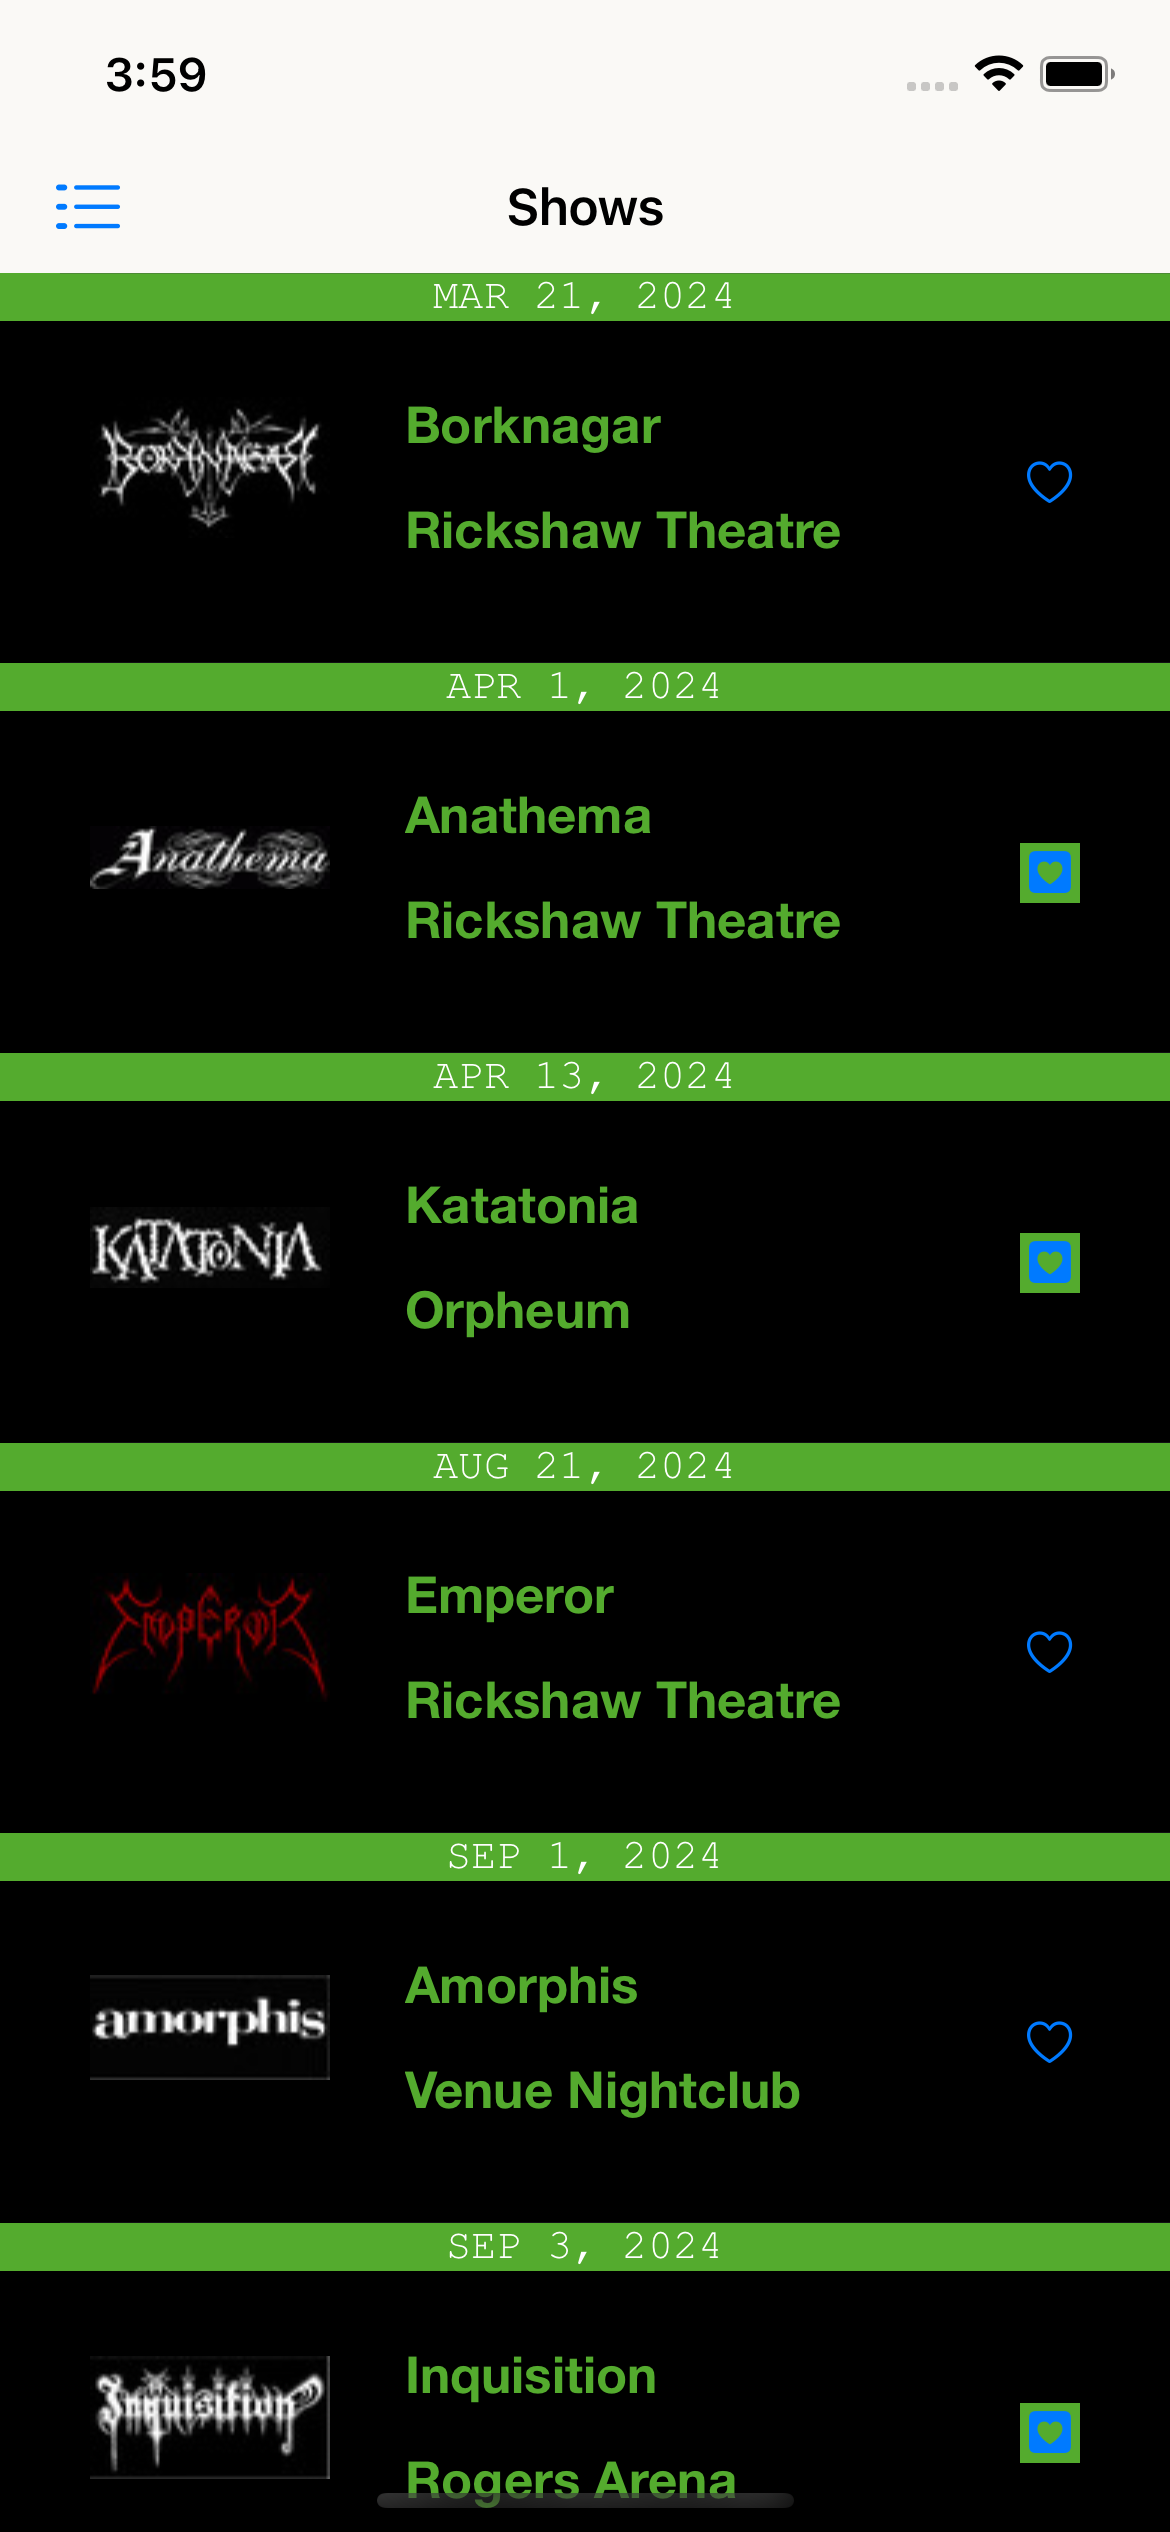 3:59
Shows
MAR 21, 2024
BORKNAGAR
Borknagar
Rickshaw Theatre
APR 1, 2024
Anathema
Anathema
Rickshaw Theatre
APR 13, 2024
KATATONIA
Katatonia
Orpheum
AUG 21, 2024
EMPEROR
Emperor
Rickshaw Theatre
SEP 1, 2024
amorphis
Amorphis
Venue Nightclub
SEP 3, 2024
Inquisition
Inquisition
Rogers Arena